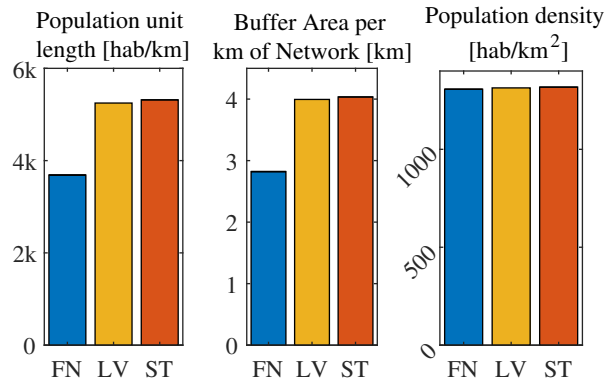 Population unit
length [hab/km]
6k
4k
2k
0
FN LV ST
Buffer Area per
km of Network [km]
4
3
2
1
0
FN LV ST
Population density
[hab/km²]
1000
500
0
FN LV ST